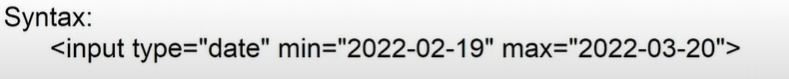 Syntax:
<input type="date" min="2022-02-19" max="2022-03-20">